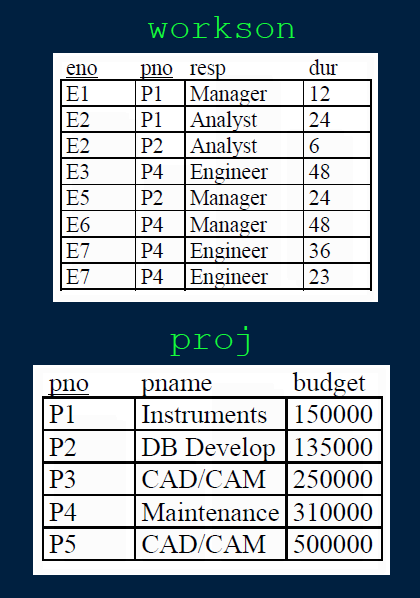 workson
eno pno resp dur
E1 P1 Manager 12
E2 P1 Analyst 24
E2 P2 Analyst 6
E3 P4 Engineer 48
E5 P2 Manager 24
E6 P4 Manager 48
E7 P4 Engineer 36
E7 P4 Engineer 23
proj
pno pname budget
P1 Instruments 150000
P2 DB Develop 135000
P3 CAD/CAM 250000
P4 Maintenance 310000
P5 CAD/CAM 500000